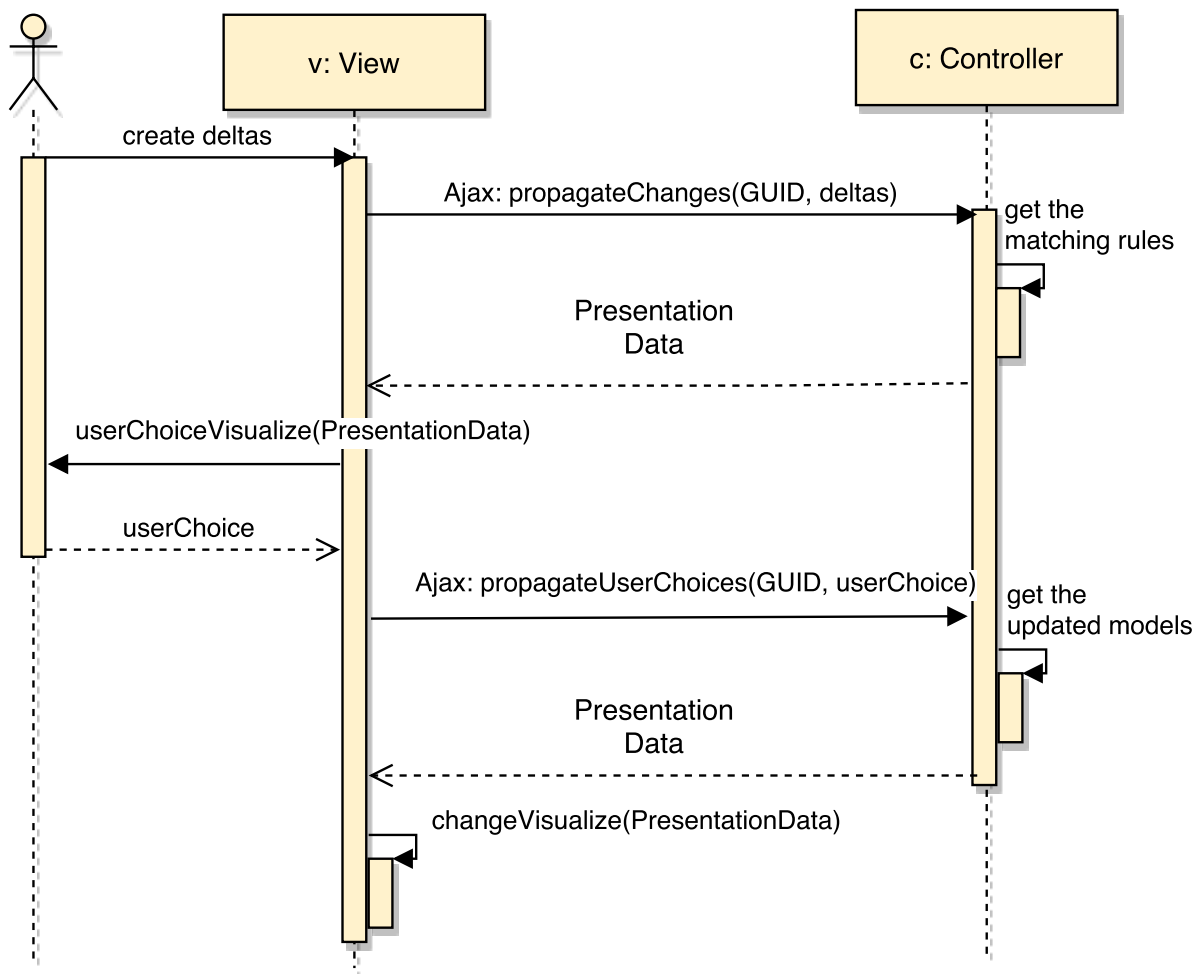 v: View
c: Controller
create deltas
Ajax: propagateChanges(GUID, deltas)
get the
matching rules
Presentation
Data
userChoiceVisualize(PresentationData)
userChoice
Ajax: propagateUserChoices(GUID, userChoice)
get the
updated models
Presentation
Data
changeVisualize(PresentationData)